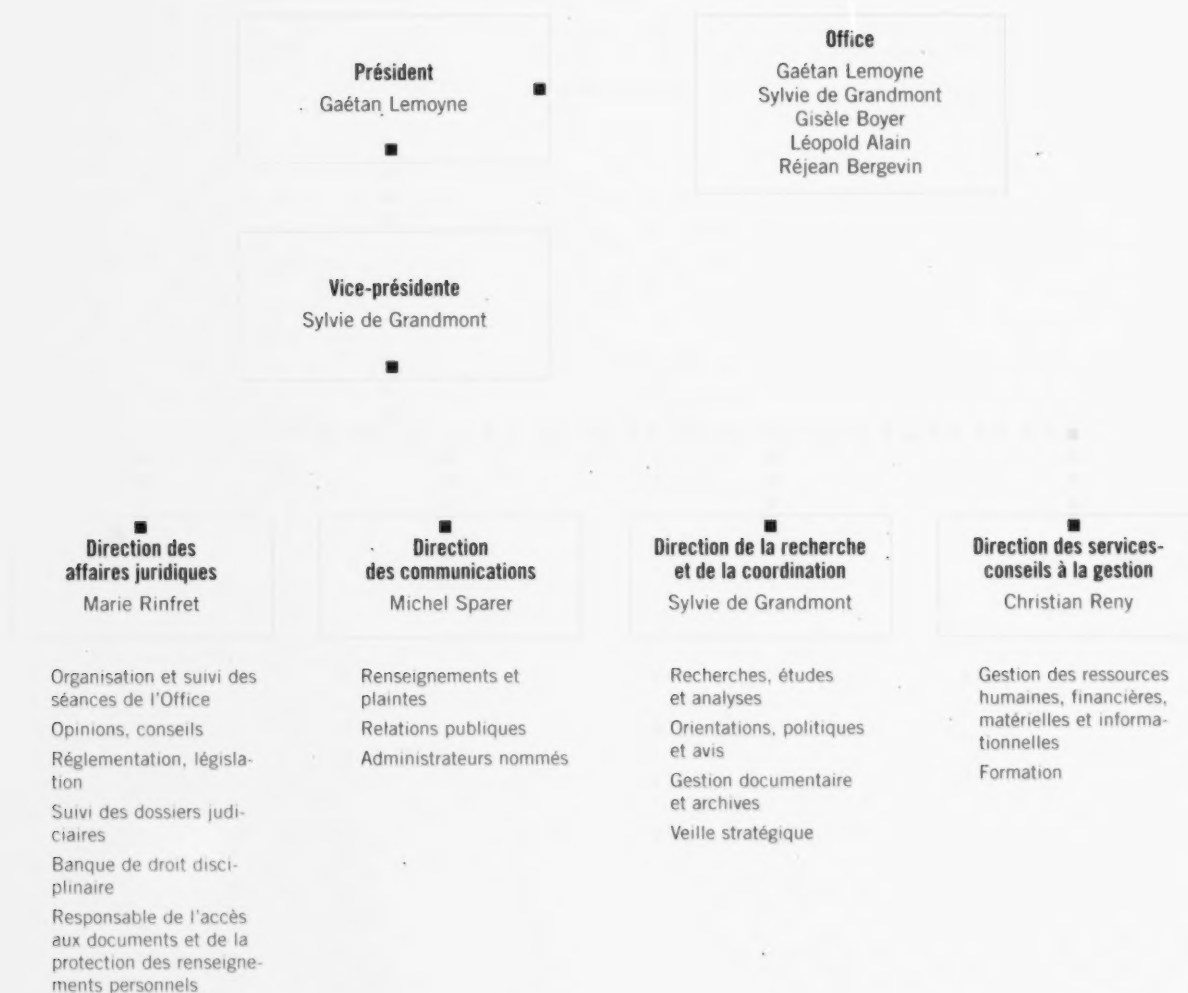 Président
Gaétan Lemoyne
Office
Gaétan Lemoyne
Sylvie de Grandmont
Gisèle Boyer
Léopold Alain
Réjean Bergevin
Vice-présidente
Sylvie de Grandmont
Direction des
affaires juridiques
Marie Rinfret
Organisation et suivi des
séances de l'Office
Opinions, conseils
Réglementation, législa-
tion
Suivi des dossiers judi-
ciaires
Banque de droit disci-
plinaire
Responsable de l'accès
aux documents et de la
protection des renseigne-
ments personnels
Direction
des communications
Michel Sparer
Renseignements et
plaintes
Relations publiques
Administrateurs nommés
Direction de la recherche
et de la coordination
Sylvie de Grandmont
Recherches, études
et analyses
Orientations, politiques
et avis
Gestion documentaire
et archives
Veille stratégique
Direction des services-
conseils à la gestion
Christian Reny
Gestion des ressources
humaines, financières,
matérielles et informa-
tionnelles
Formation